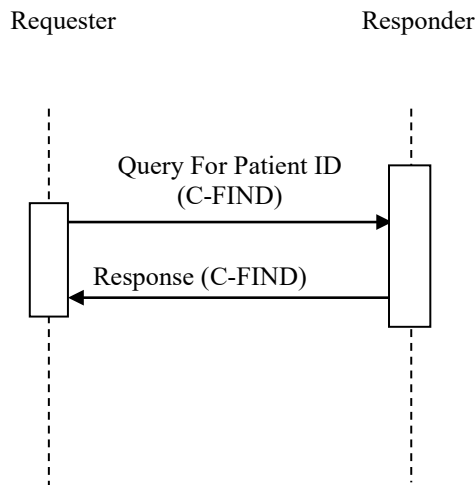 Requester
Responder
Query For Patient ID
(C-FIND)
Response (C-FIND)